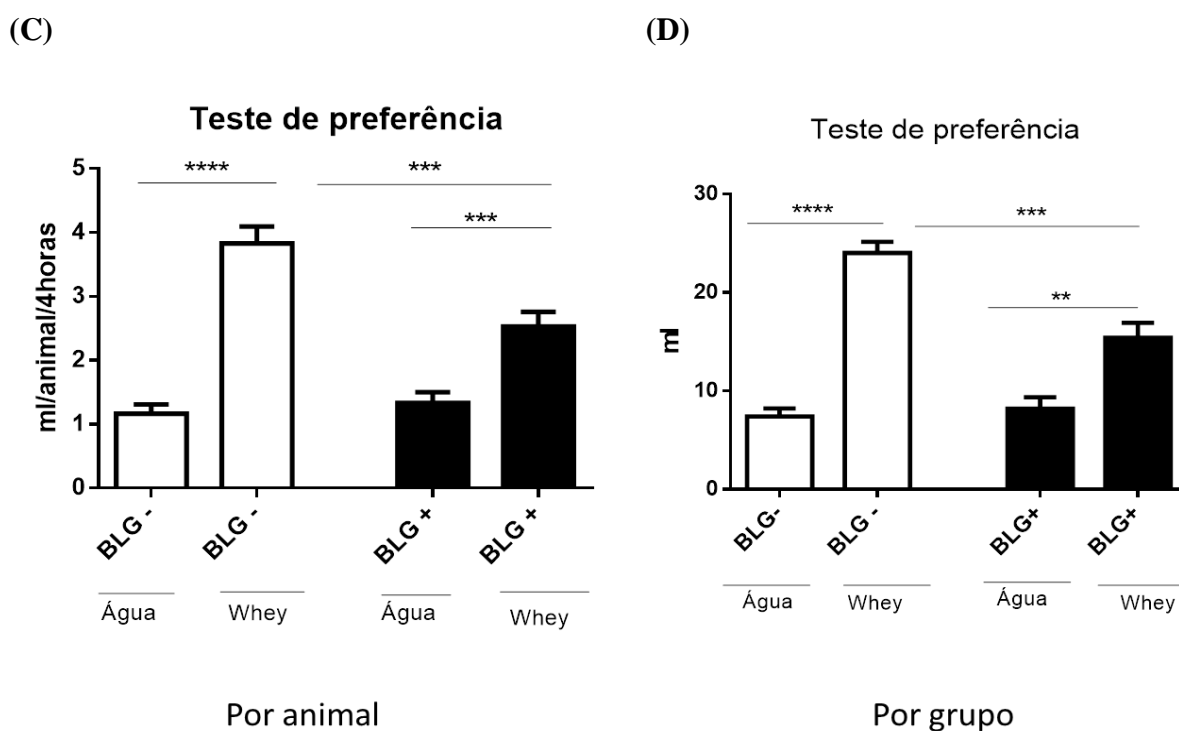 (C)
Teste de preferência
ml/animal/4horas
5
4
3
2
1
0
****
***
***
BLG -
BLG -
BLG +
BLG +
Água
Whey
Água
Whey
Por animal
(D)
Teste de preferência
ml
30
20
10
0
****
***
**
BLG-
BLG -
BLG+
BLG+
Água
Whey
Água
Whey
Por grupo